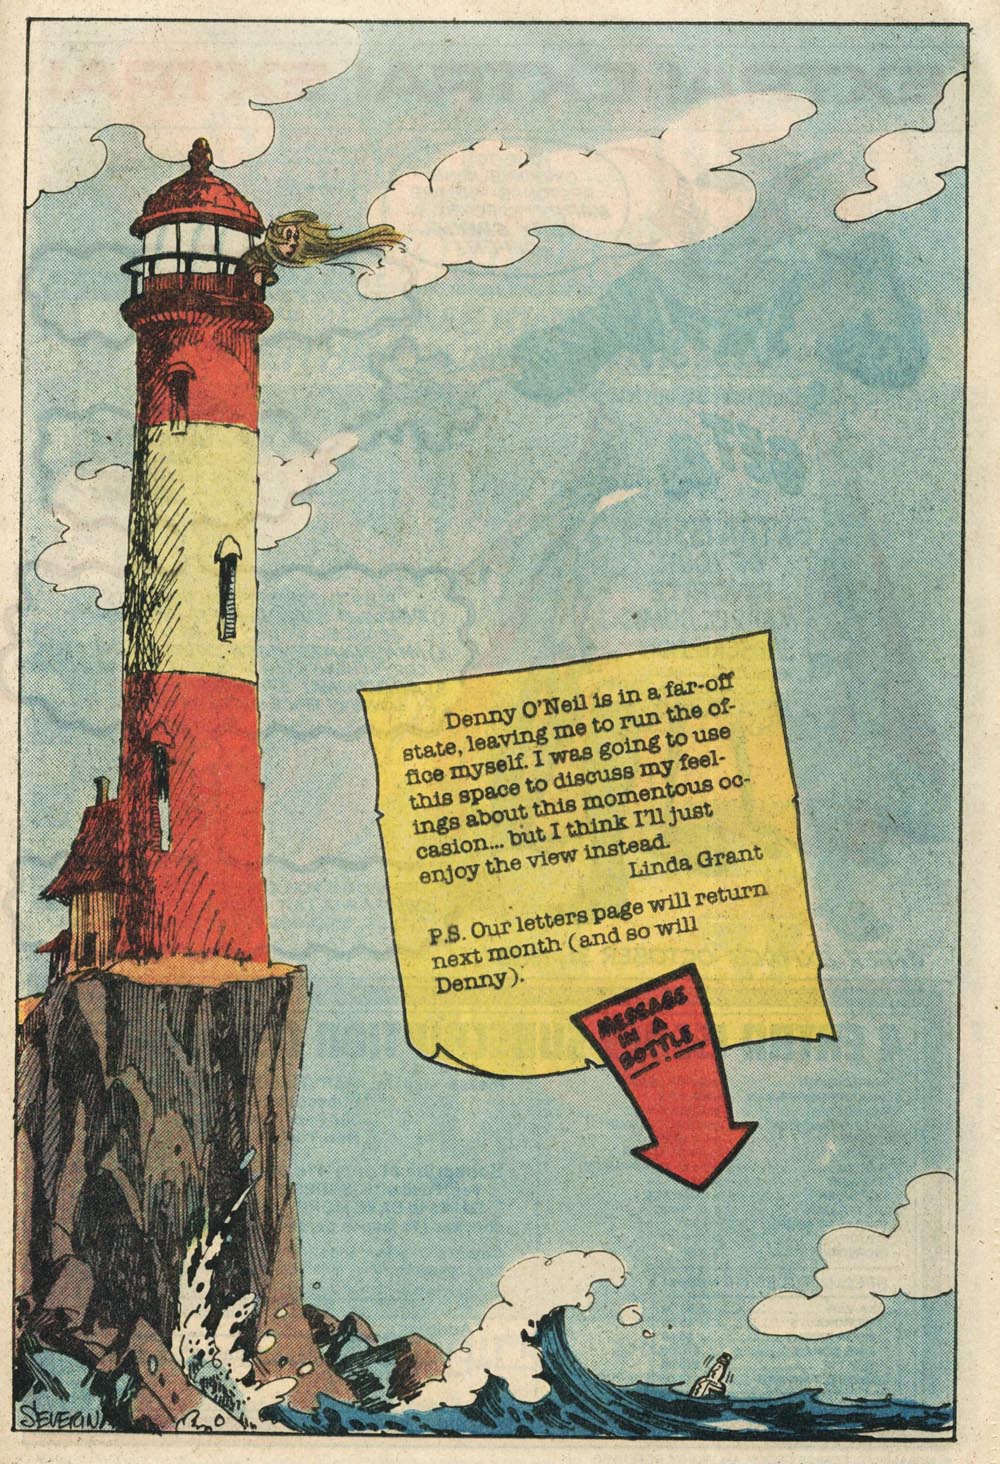 Denny O'Neil is in a far-off
state, leaving me to run the of-
fice myself. I was going to use
this space to discuss my feel-
ings about this momentous oc-
casion... but I think I'll just
enjoy the view instead.
Linda Grant
P.S. Our letters page will return
next month (and so will
Denny).
MESSAGE
IN A
BOTTLE
SEVERIN